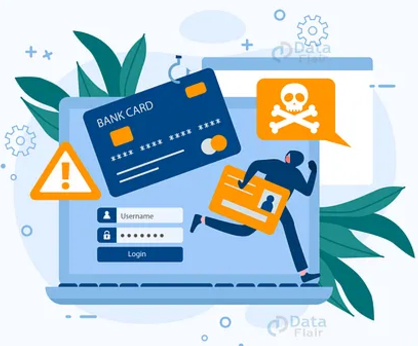 Data
Flair
BANK CARD
**** **** **** ****
Username
•••••••
Login
Data
Flair